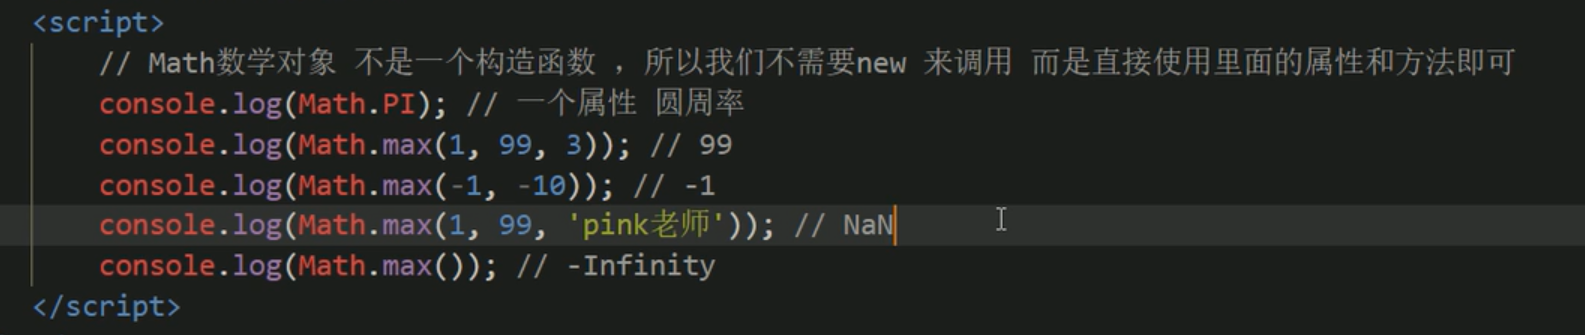 <script>
// Math数学对象 不是一个构造函数 ，所以我们不需要new 来调用 而是直接使用里面的属性和方法即可
console.log(Math.PI); // 一个属性 圆周率
console.log(Math.max(1, 99, 3)); // 99
console.log(Math.max(-1, -10)); // -1
console.log(Math.max(1, 99, 'pink老师')); // NaN
console.log(Math.max()); // -Infinity
</script>